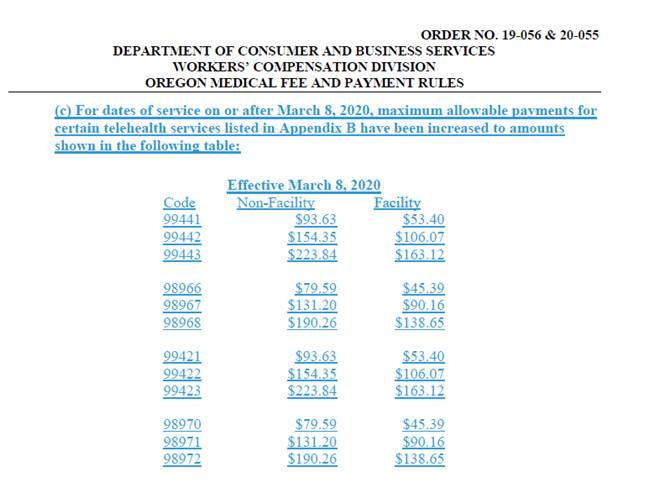 ORDER NO. 19-056 & 20-055
DEPARTMENT OF CONSUMER AND BUSINESS SERVICES
WORKERS' COMPENSATION DIVISION
OREGON MEDICAL FEE AND PAYMENT RULES
(c) For dates of service on or after March 8, 2020, maximum allowable payments for
certain telehealth services listed in Appendix B have been increased to amounts
shown in the following table:
Effective March 8, 2020
Code Non-Facility Facility
99441 $93.63 $53.40
99442 $154.35 $106.07
99443 $223.84 $163.12
98966 $79.59 $45.39
98967 $131.20 $90.16
98968 $190.26 $138.65
99421 $93.63 $53.40
99422 $154.35 $106.07
99423 $223.84 $163.12
98970 $79.59 $45.39
98971 $131.20 $90.16
98972 $190.26 $138.65